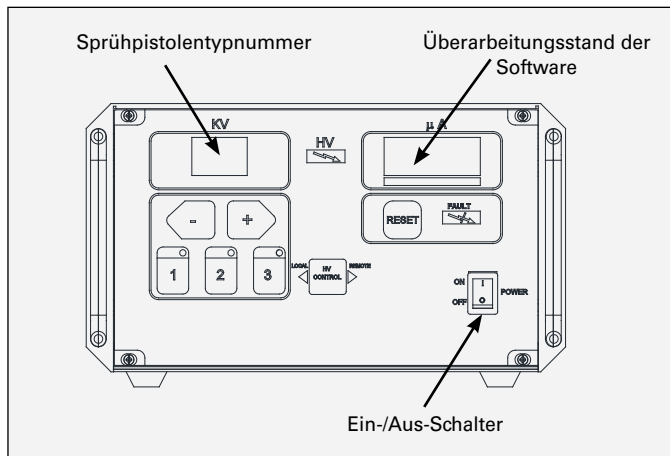 Sprühpistolentypnummer
Überarbeitungsstand der
Software
KV
HV
µ A
- +
RESET
FAULT
1 2 3
LOCAL
HV
CONTROL
REMOTE
ON
I
POWER
OFF
O
Ein-/Aus-Schalter